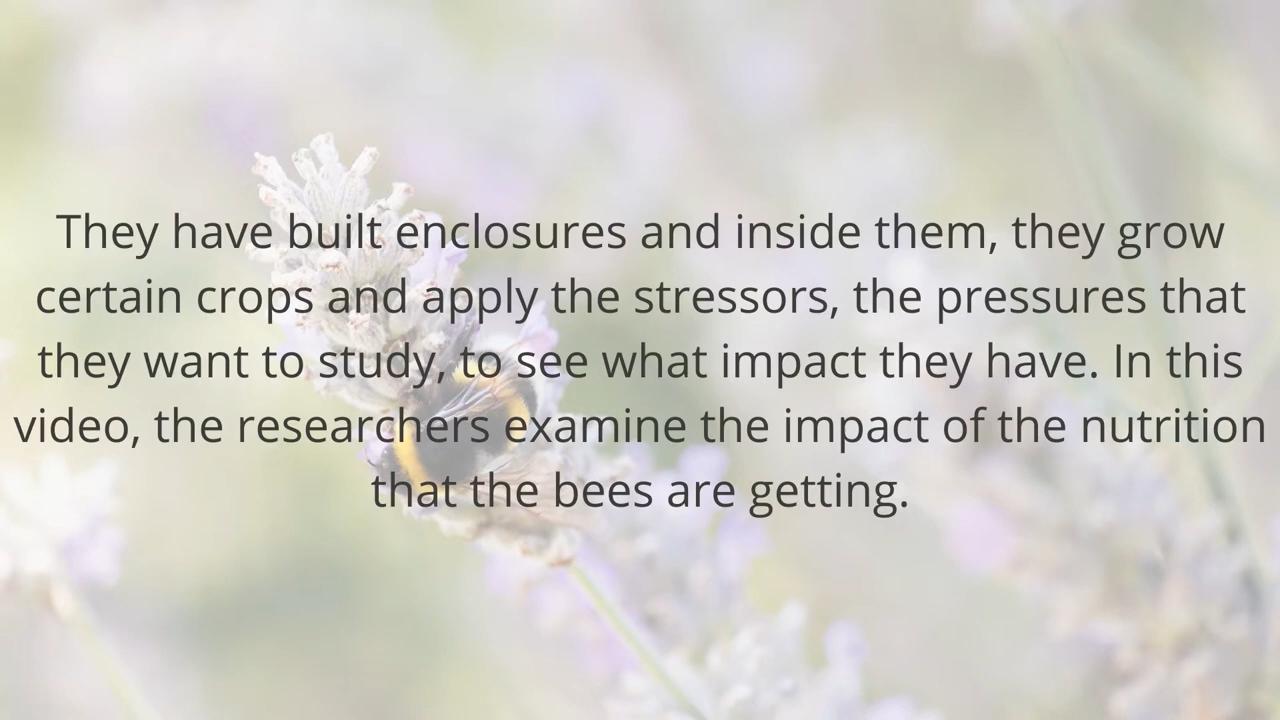 They have built enclosures and inside them, they grow
certain crops and apply the stressors, the pressures that
they want to study, to see what impact they have. In this
video, the researchers examine the impact of the nutrition
that the bees are getting.